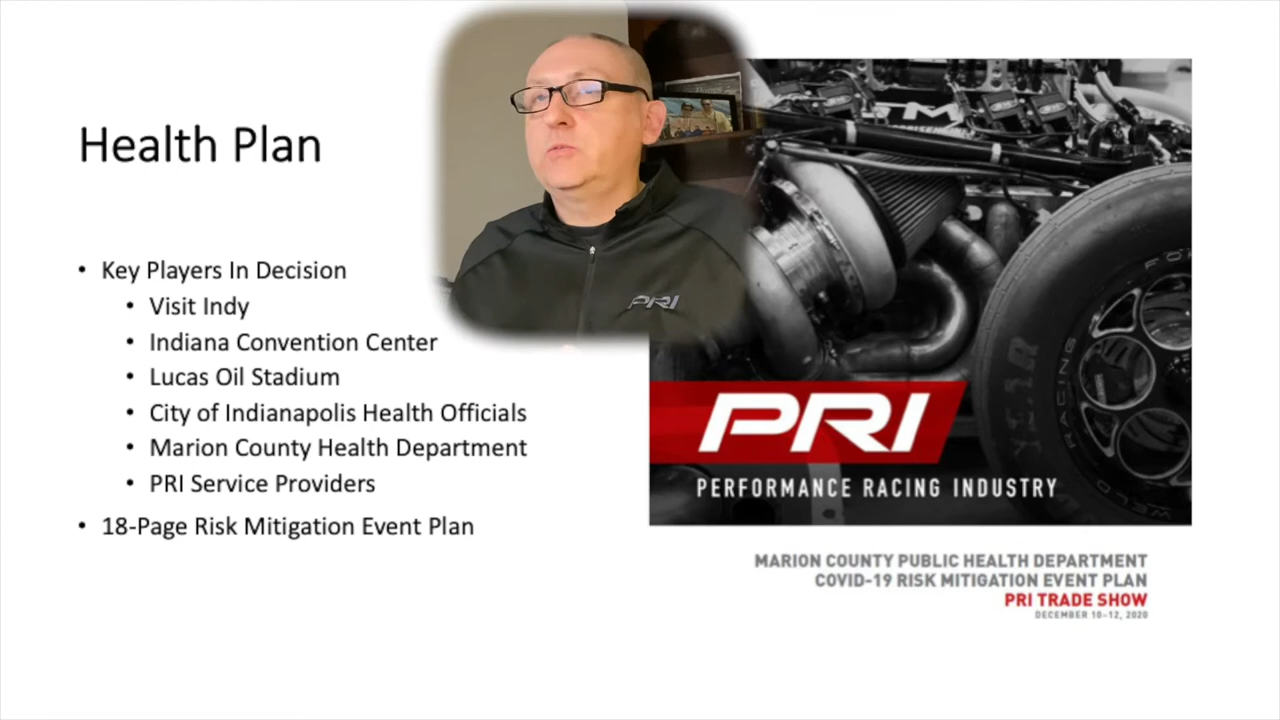 Health Plan
• Key Players In Decision
• Visit Indy
• Indiana Convention Center
• Lucas Oil Stadium
• City of Indianapolis Health Officials
• Marion County Health Department
• PRI Service Providers
• 18-Page Risk Mitigation Event Plan
PRI
PRI
PERFORMANCE RACING INDUSTRY
MARION COUNTY PUBLIC HEALTH DEPARTMENT
COVID-19 RISK MITIGATION EVENT PLAN
PRI TRADE SHOW
DECEMBER 10–12, 2020
RACING